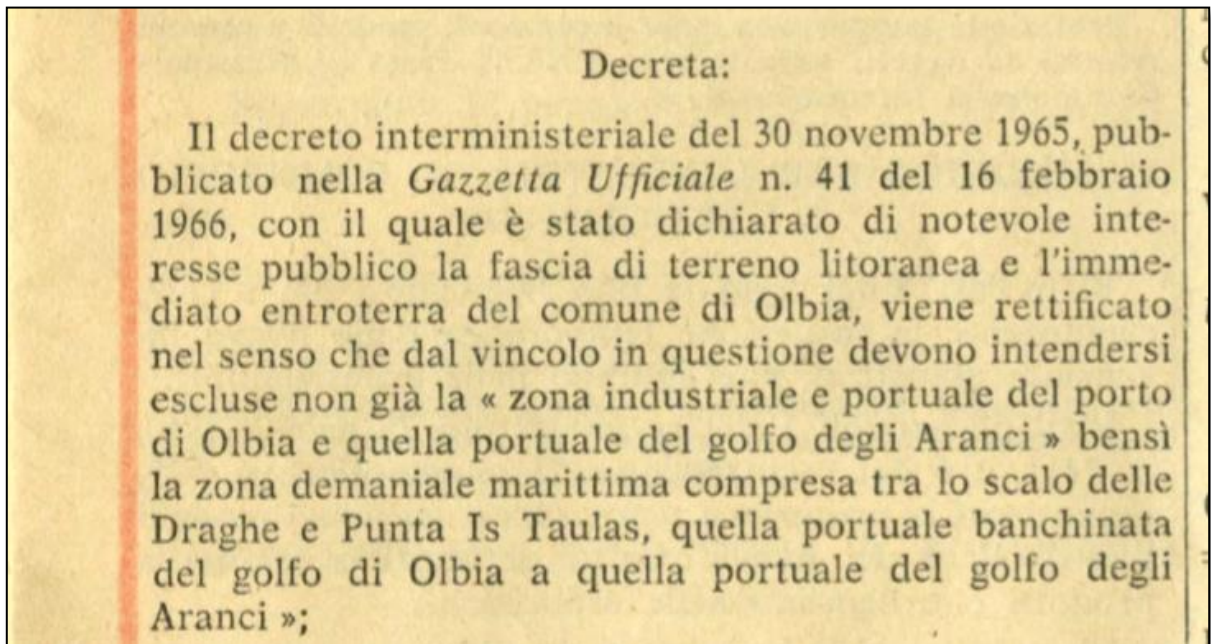 Decreta:
Il decreto interministeriale del 30 novembre 1965, pub-
blicato nella Gazzetta Ufficiale n. 41 del 16 febbraio
1966, con il quale è stato dichiarato di notevole inte-
resse pubblico la fascia di terreno litoranea e l'imme-
diato entroterra del comune di Olbia, viene rettificato
nel senso che dal vincolo in questione devono intendersi
escluse non già la « zona industriale e portuale del porto
di Olbia e quella portuale del golfo degli Aranci » bensì
la zona demaniale marittima compresa tra lo scalo delle
Draghe e Punta Is Taulas, quella portuale banchinata
del golfo di Olbia a quella portuale del golfo degli
Aranci »;